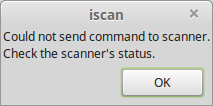 iscan
Could not send command to scanner.
Check the scanner's status.
OK